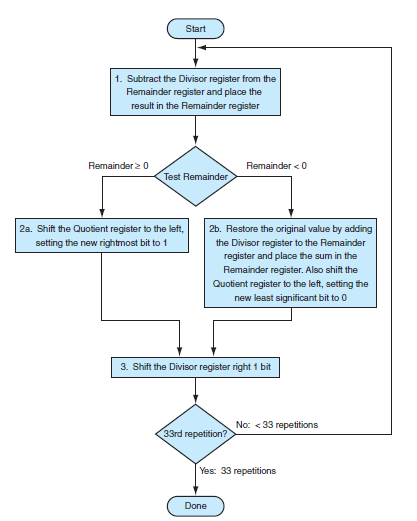 Start
1. Subtract the Divisor register from the
Remainder register and place the
result in the Remainder register
Remainder ≥ 0
Remainder < 0
Test Remainder
2a. Shift the Quotient register to the left,
setting the new rightmost bit to 1
2b. Restore the original value by adding
the Divisor register to the Remainder
register and place the sum in the
Remainder register. Also shift the
Quotient register to the left, setting the
new least significant bit to 0
3. Shift the Divisor register right 1 bit
33rd repetition?
No: < 33 repetitions
Yes: 33 repetitions
Done